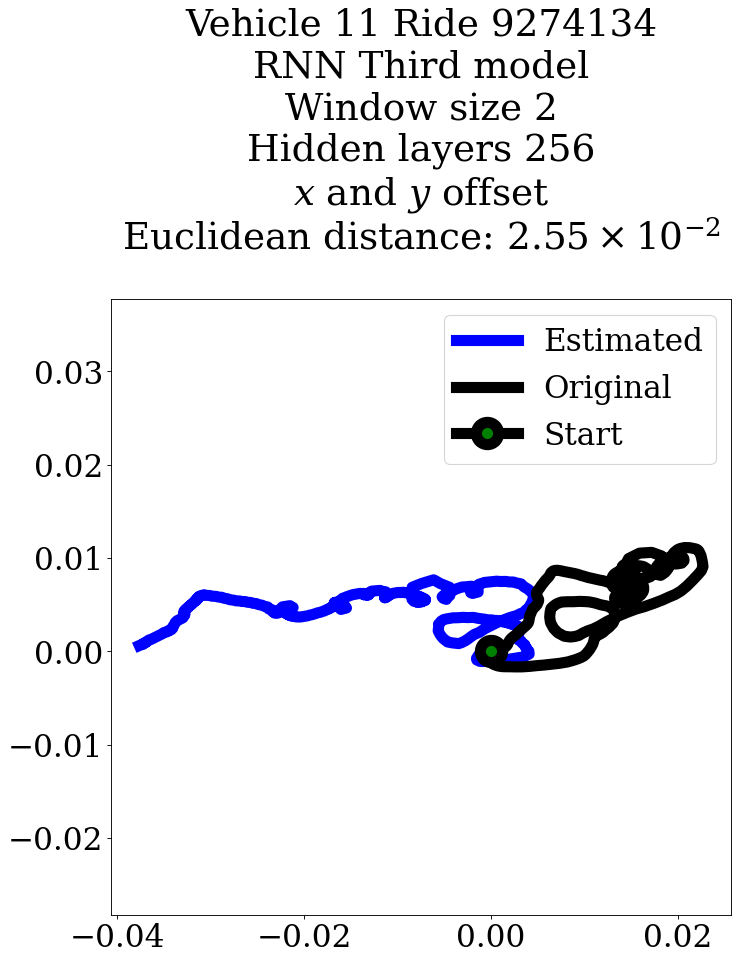 Vehicle 11 Ride 9274134
RNN Third model
Window size 2
Hidden layers 256
x and y offset
Euclidean distance: 2.55 × 10⁻²
Estimated
Original
Start
0.03
0.02
0.01
0.00
−0.01
−0.02
−0.04
−0.02
0.00
0.02